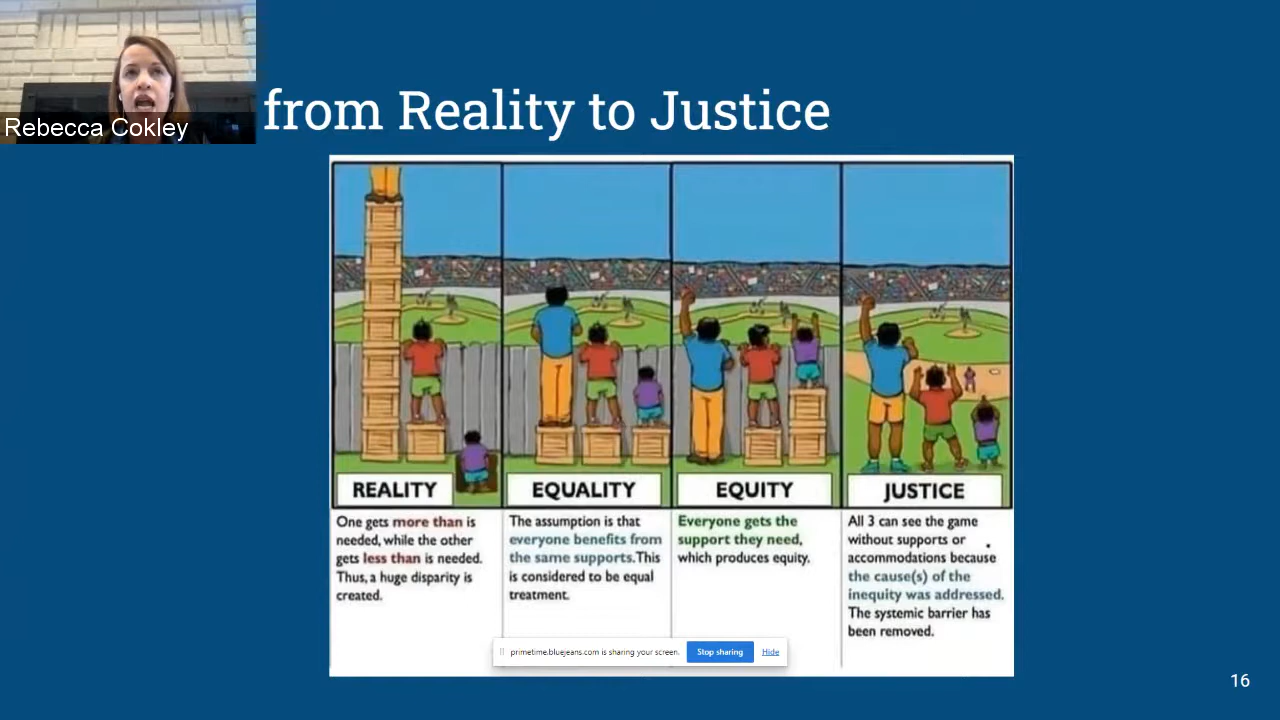 Rebecca Cokley
from Reality to Justice
REALITY
One gets more than is
needed, while the other
gets less than is needed.
Thus, a huge disparity is
created.
EQUALITY
The assumption is that
everyone benefits from
the same supports. This
is considered to be equal
treatment.
EQUITY
Everyone gets the
support they need,
which produces equity.
JUSTICE
All 3 can see the game
without supports or
accommodations because
the cause(s) of the
inequity was addressed.
The systemic barrier has
been removed.
primetime.bluejeans.com is sharing your screen.
Stop sharing
Hide
16